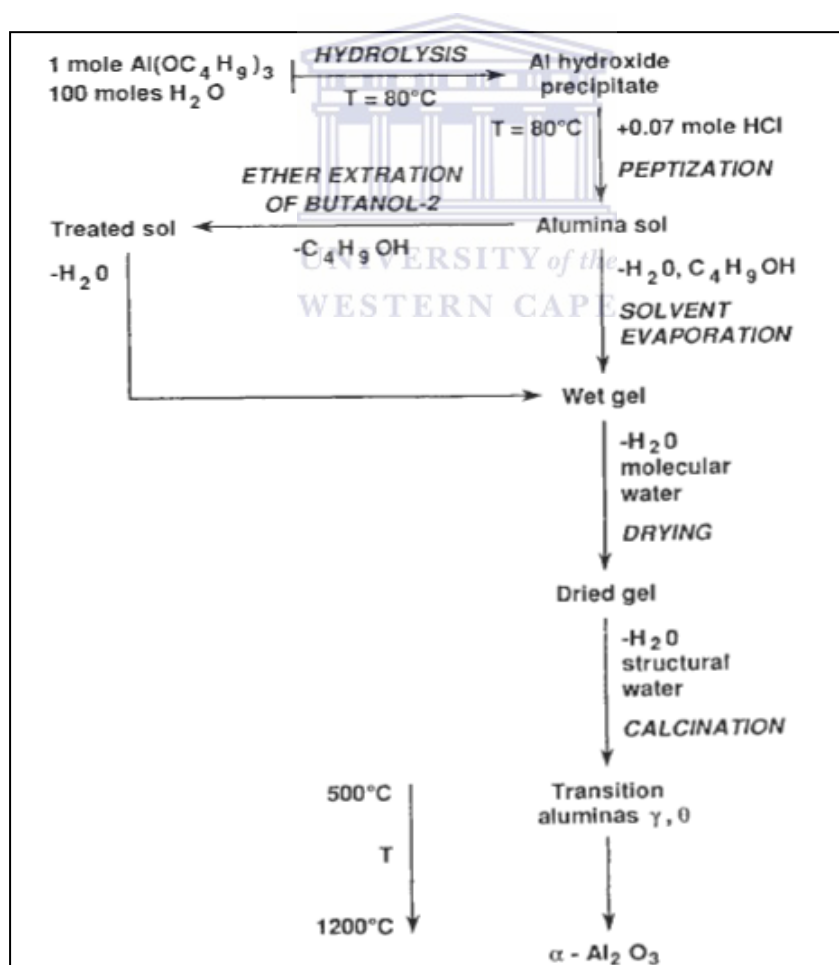 1 mole Al(OC4H9)3
100 moles H2O
HYDROLYSIS
T = 80°C
Al hydroxide
precipitate
T = 80°C
+0.07 mole HCl
PEPTIZATION
ETHER EXTRATION
OF BUTANOL-2
Treated sol
-C4H9OH
Alumina sol
-H2O
-H2O, C4H9OH
SOLVENT
EVAPORATION
UNIVERSITY of the
WESTERN CAPE
Wet gel
-H2O
molecular
water
DRYING
Dried gel
-H2O
structural
water
CALCINATION
500°C
T
1200°C
Transition
aluminas γ, θ
α - Al2O3